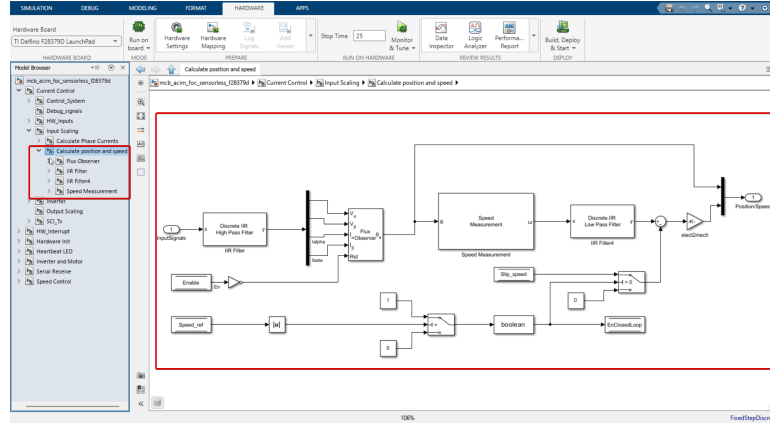 SIMULATION DEBUG MODELING FORMAT HARDWARE APPS
Hardware Board
TI Delfino F28379D LaunchPad
Run on
board
Hardware
Settings
Hardware
Mapping
Log
Signals
Add
Viewer
Stop Time 25
Monitor
& Tune
Data
Inspector
Logic
Analyzer
Performa...
Report
Build, Deploy
& Start
HARDWARE BOARD MODE PREPARE RUN ON HARDWARE REVIEW RESULTS DEPLOY
Model Browser
Calculate position and speed
mcb_acim_foc_sensorless_f28379d Current Control Input Scaling Calculate position and speed
mcb_acim_foc_sensorless_f28379d
Current Control
Control_System
Debug_signals
HW_Inputs
Input Scaling
Calculate Phase Currents
Calculate position and speed
Flux Observer
IIR Filter
IIR Filter4
Speed Measurement
Inverter
Output Scaling
SCI_Tx
HW_Interrupt
Hardware Init
Heartbeat LED
Inverter and Motor
Serial Receive
Speed Control
1
InputSignals
x Discrete IIR
High Pass Filter y
IIR Filter
Ialpha
Ibeta
Vα
Vβ
Iα
Iβ
Rst
Flux
Observer
θe
Enable
En
θ Speed
Measurement ω
Speed Measurement
x Discrete IIR
Low Pass Filter y
IIR Filter4
-K-
elect2mech
1
Position/Speed
Slip_speed
> 0
0
Speed_ref
|u|
1
>
0
boolean
EnClosedLoop
106%
FixedStepDiscre